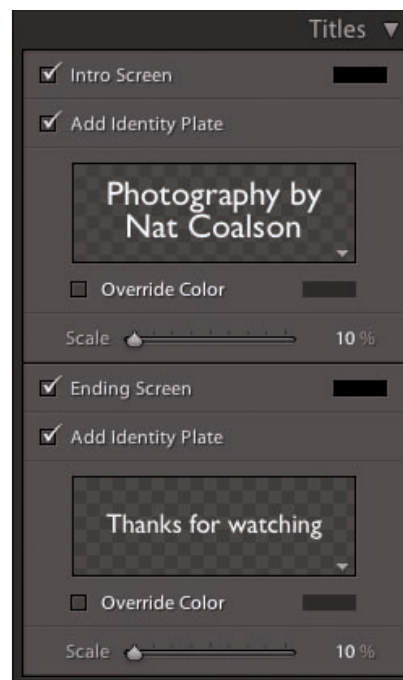 Titles
Intro Screen
Add Identity Plate
Photography by
Nat Coalson
Override Color
Scale 10 %
Ending Screen
Add Identity Plate
Thanks for watching
Override Color
Scale 10 %